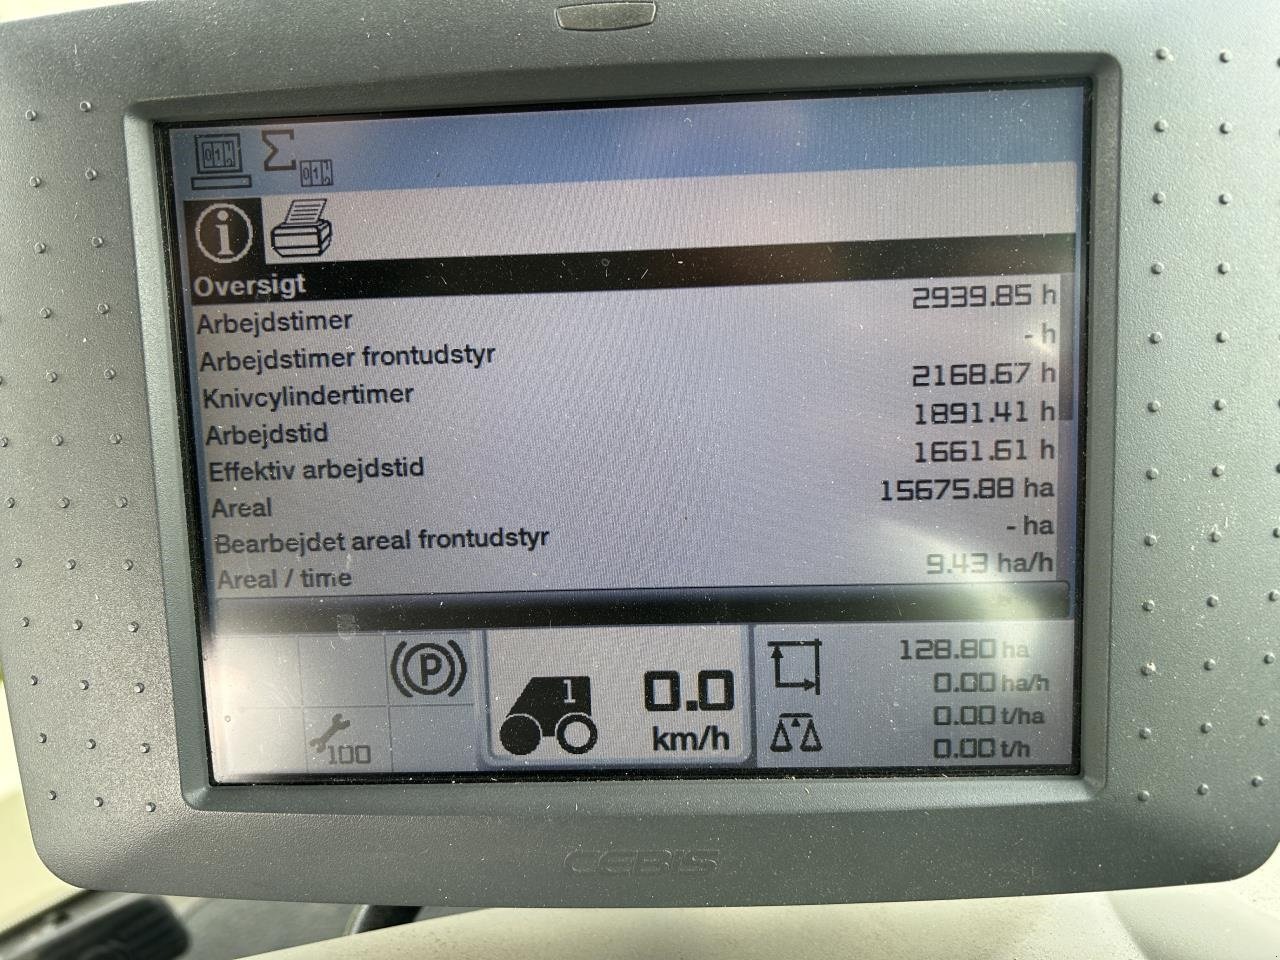 Oversigt
Arbejdstimer 2939.85 h
Arbejdstimer frontudstyr - h
Knivcylindertimer 2168.67 h
Arbejdstid 1891.41 h
Effektiv arbejdstid 1661.61 h
Areal 15675.88 ha
Bearbejdet areal frontudstyr - ha
Areal / time 9.43 ha/h
P
100
1
0.0
km/h
128.80 ha
0.00 ha/h
0.00 t/ha
0.00 t/h
CEBIS